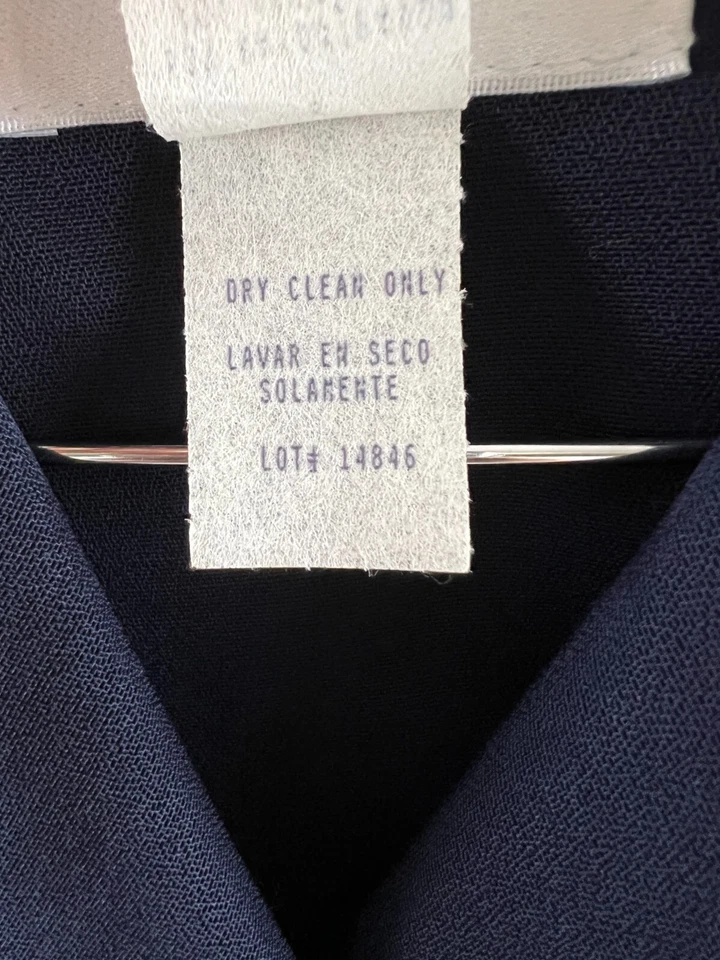 DRY CLEAN ONLY
LAVAR EN SECO
SOLAMENTE
LOT# 14846